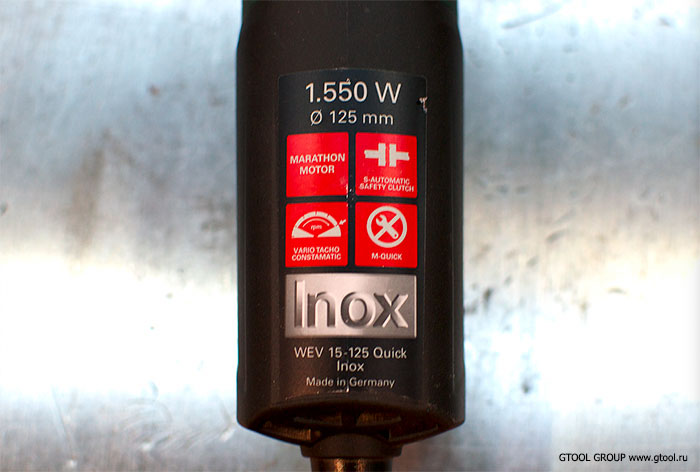 1.550 W
Ø 125 mm
MARATHON
MOTOR
S-AUTOMATIC
SAFETY CLUTCH
rpm
VARIO TACHO
CONSTAMATIC
M-QUICK
Inox
WEV 15-125 Quick
Inox
Made in Germany
GTOOL GROUP www.gtool.ru